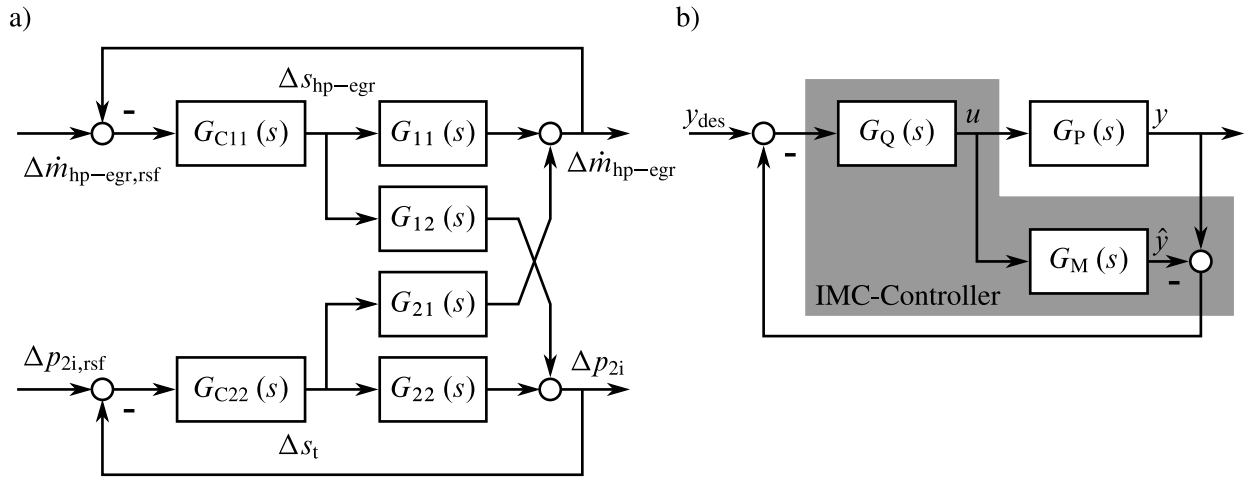 a)
Δs_hp−egr
G_C11 (s)
G_11 (s)
Δṁ_hp−egr,rsf
Δṁ_hp−egr
G_12 (s)
G_21 (s)
Δp_2i,rsf
Δp_2i
G_C22 (s)
G_22 (s)
Δs_t
b)
y_des
G_Q (s)
u
G_P (s)
y
G_M (s)
ŷ
IMC-Controller